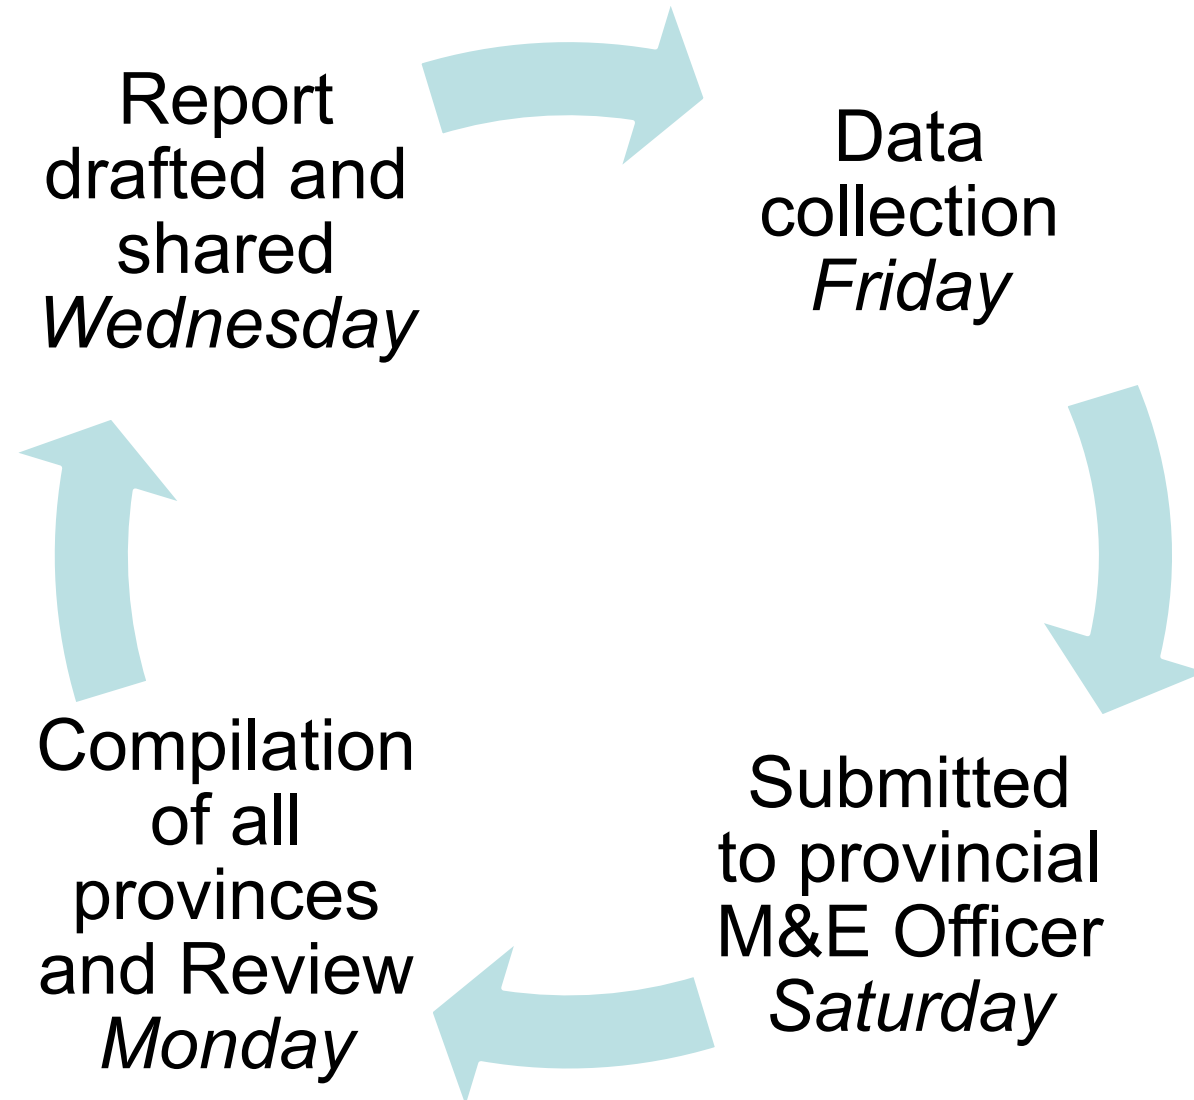 Report
drafted and
shared
Wednesday
Data
collection
Friday
Submitted
to provincial
M&E Officer
Saturday
Compilation
of all
provinces
and Review
Monday